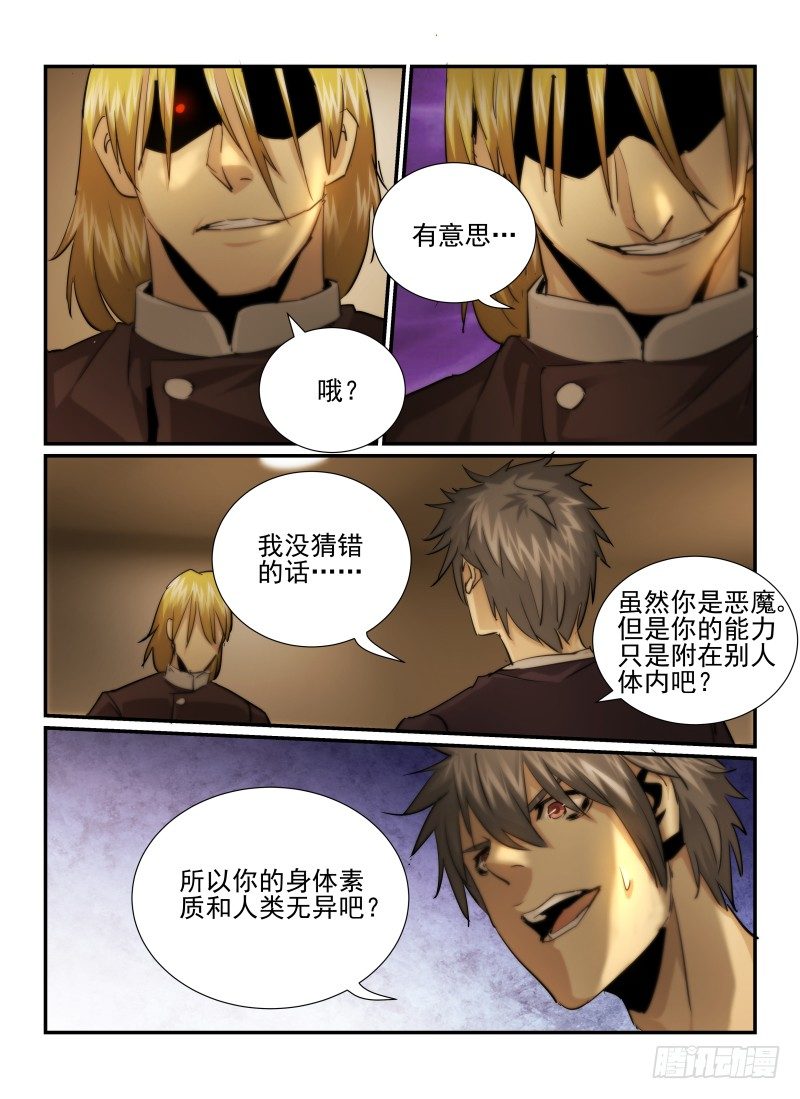 哦？
有意思…
我没猜错
的话……
虽然你是恶魔。
但是你的能力
只是附在别人
体内吧？
所以你的身体素
质和人类无异吧？
腾讯动漫